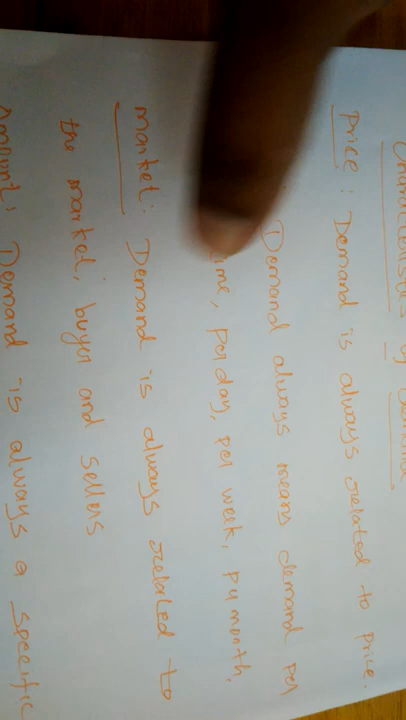 Characteristics of Demand
Price : Demand is always related to price.
: Demand always means demand per
time, per day, per week, per month,
market : Demand is always related to
the market, buyer and sellers
Amount : Demand is always a specific